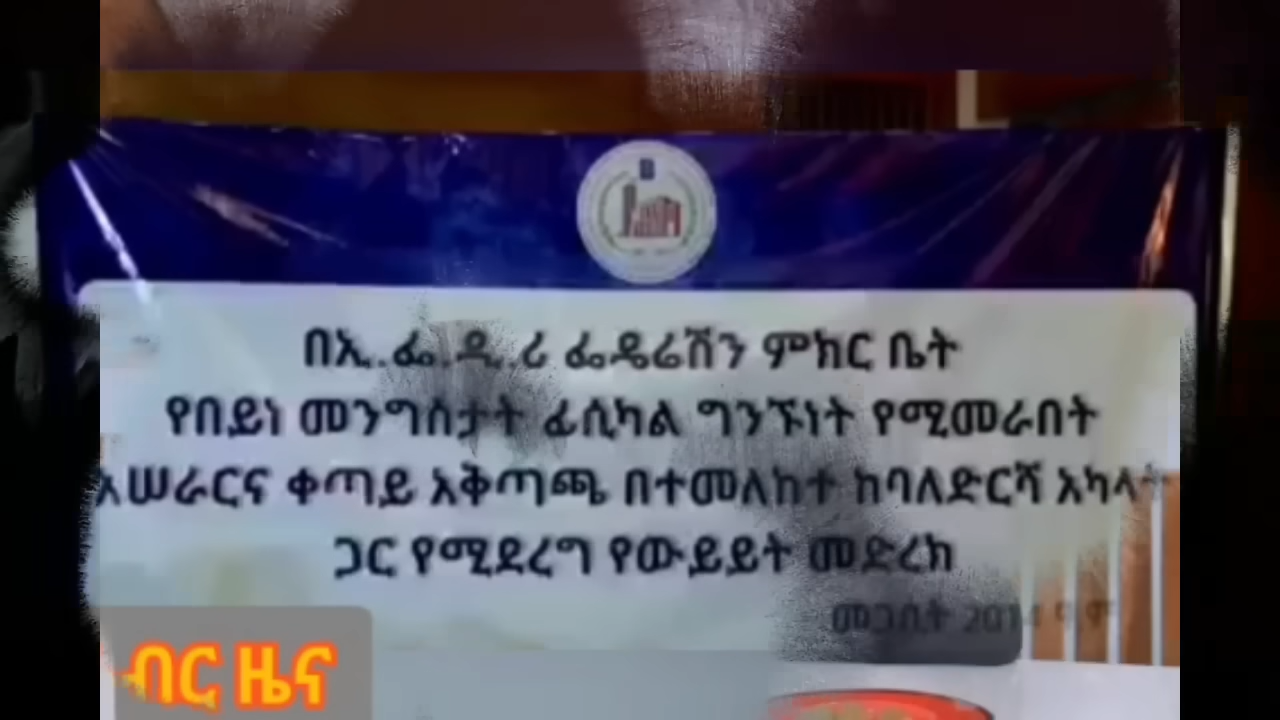 በኢ..ፌ.ዲ..ሪ ፌዴሬሽን ምክር ቤት
የበይነ መንግስታት ፊሲካል ግንኙነት የሚመራበት
አሠራርና ቀጣይ አቅጣጫ በተመለከተ ከባለድርሻ አካላት
ጋር የሚደረግ የውይይት መድረክ
መጋቢት 2014 ዓ.ም
ብር ዜና